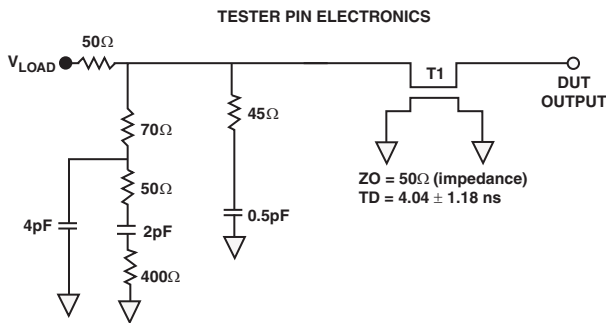 TESTER PIN ELECTRONICS
50Ω
VLOAD
T1
DUT
OUTPUT
70Ω
45Ω
50Ω
ZO = 50Ω (impedance)
TD = 4.04 ± 1.18 ns
4pF
2pF
0.5pF
400Ω